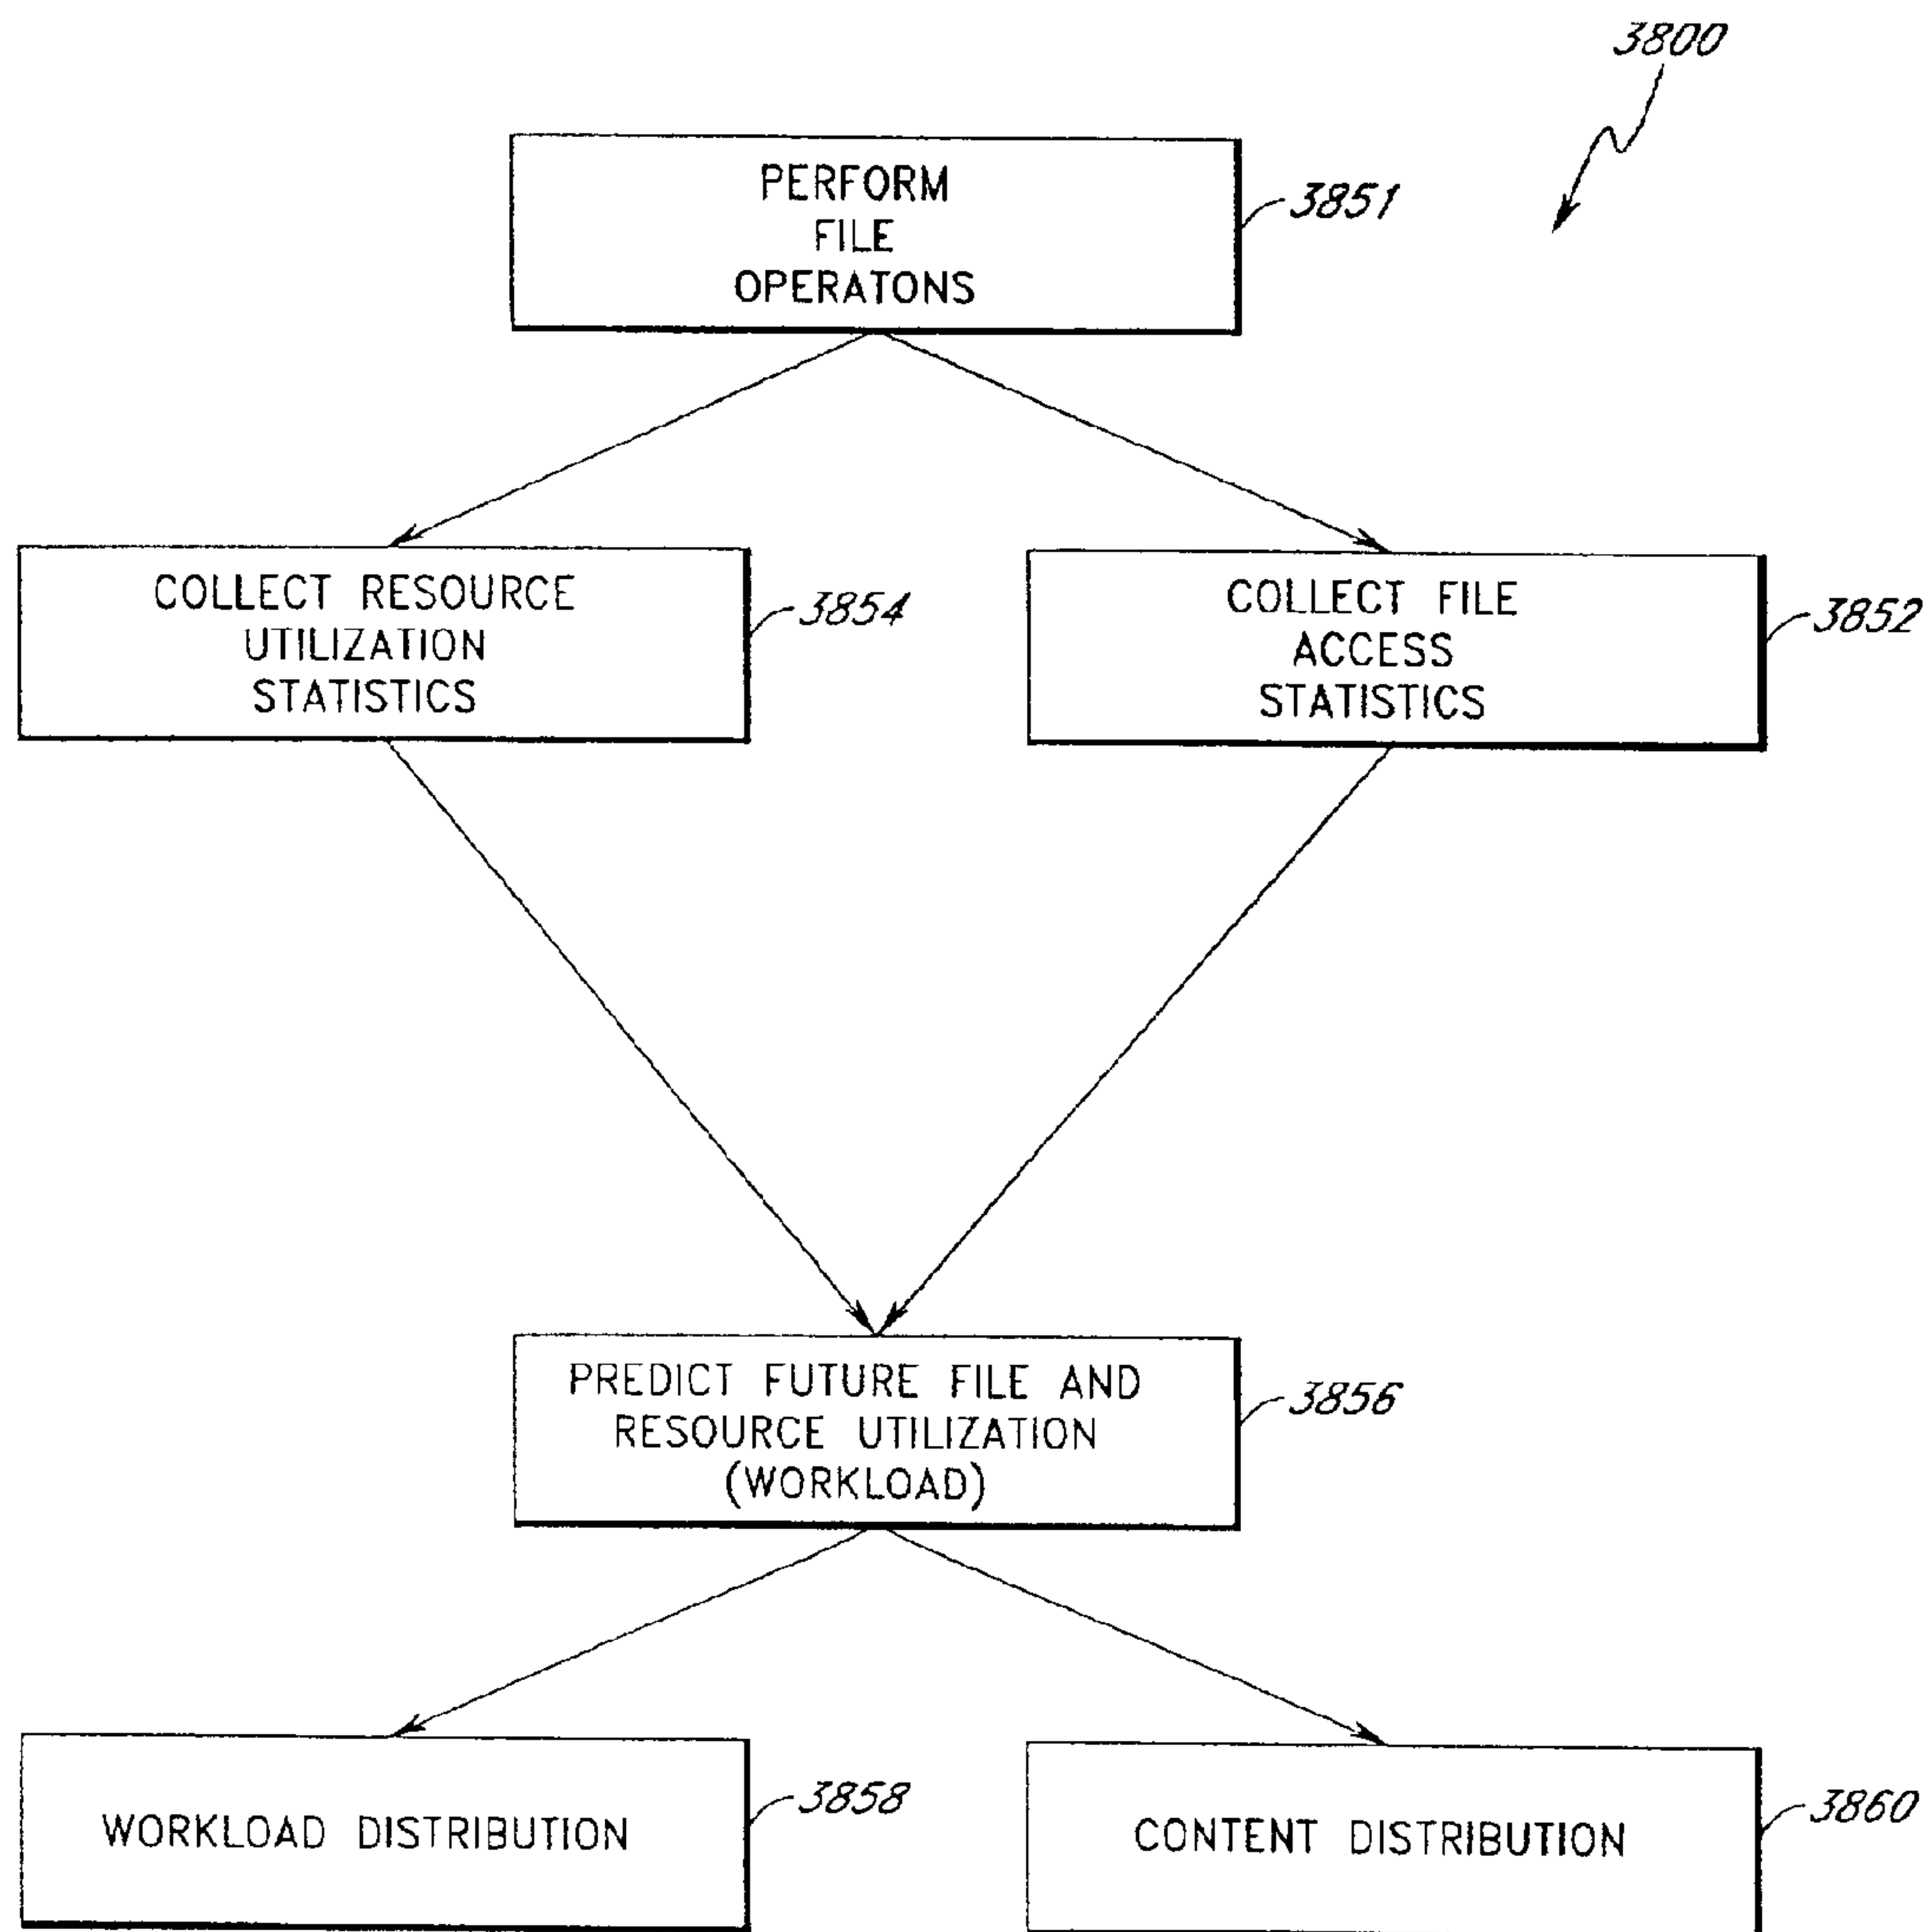 3800
PERFORM
FILE
OPERATONS
3851
COLLECT RESOURCE
UTILIZATION
STATISTICS
3854
COLLECT FILE
ACCESS
STATISTICS
3852
PREDICT FUTURE FILE AND
RESOURCE UTILIZATION
(WORKLOAD)
3856
WORKLOAD DISTRIBUTION
3858
CONTENT DISTRIBUTION
3860